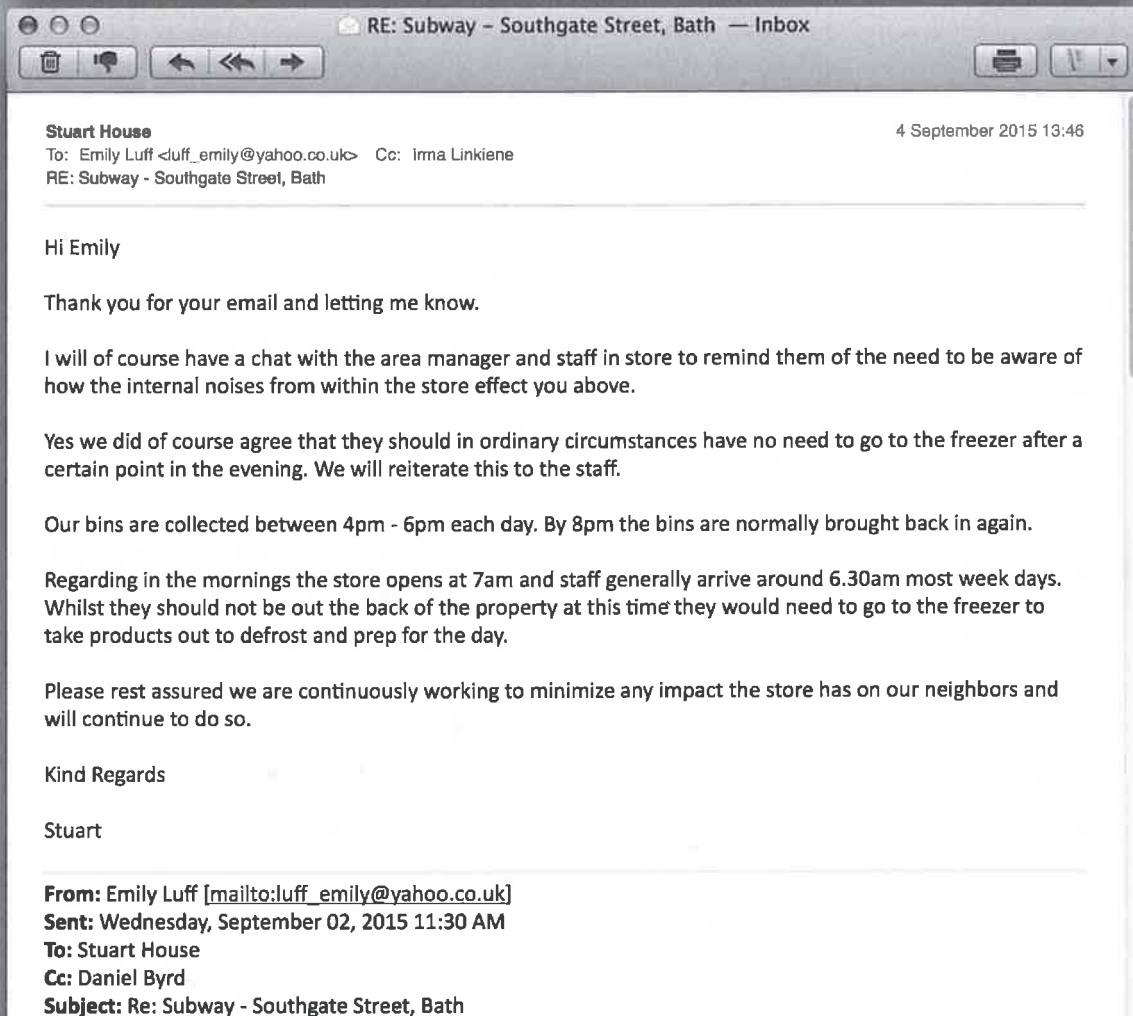 RE: Subway – Southgate Street, Bath — Inbox
Stuart House
4 September 2015 13:46
To: Emily Luff <luff_emily@yahoo.co.uk> Cc: Irma Linkiene
RE: Subway - Southgate Street, Bath
Hi Emily
Thank you for your email and letting me know.
I will of course have a chat with the area manager and staff in store to remind them of the need to be aware of
how the internal noises from within the store effect you above.
Yes we did of course agree that they should in ordinary circumstances have no need to go to the freezer after a
certain point in the evening. We will reiterate this to the staff.
Our bins are collected between 4pm - 6pm each day. By 8pm the bins are normally brought back in again.
Regarding in the mornings the store opens at 7am and staff generally arrive around 6.30am most week days.
Whilst they should not be out the back of the property at this time they would need to go to the freezer to
take products out to defrost and prep for the day.
Please rest assured we are continuously working to minimize any impact the store has on our neighbors and
will continue to do so.
Kind Regards
Stuart
From: Emily Luff [mailto:luff_emily@yahoo.co.uk]
Sent: Wednesday, September 02, 2015 11:30 AM
To: Stuart House
Cc: Daniel Byrd
Subject: Re: Subway - Southgate Street, Bath